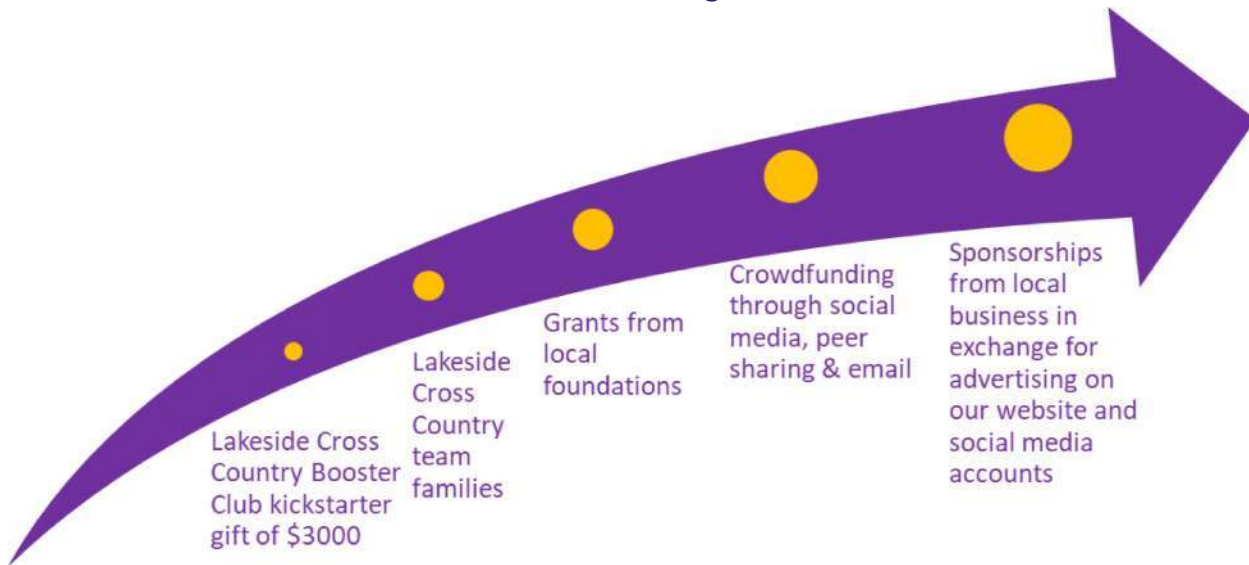 Lakeside Cross
Country Booster
Club kickstarter
gift of $3000
Lakeside
Cross
Country
team
families
Grants from
local
foundations
Crowdfunding
through social
media, peer
sharing & email
Sponsorships
from local
business in
exchange for
advertising on
our website and
social media
accounts